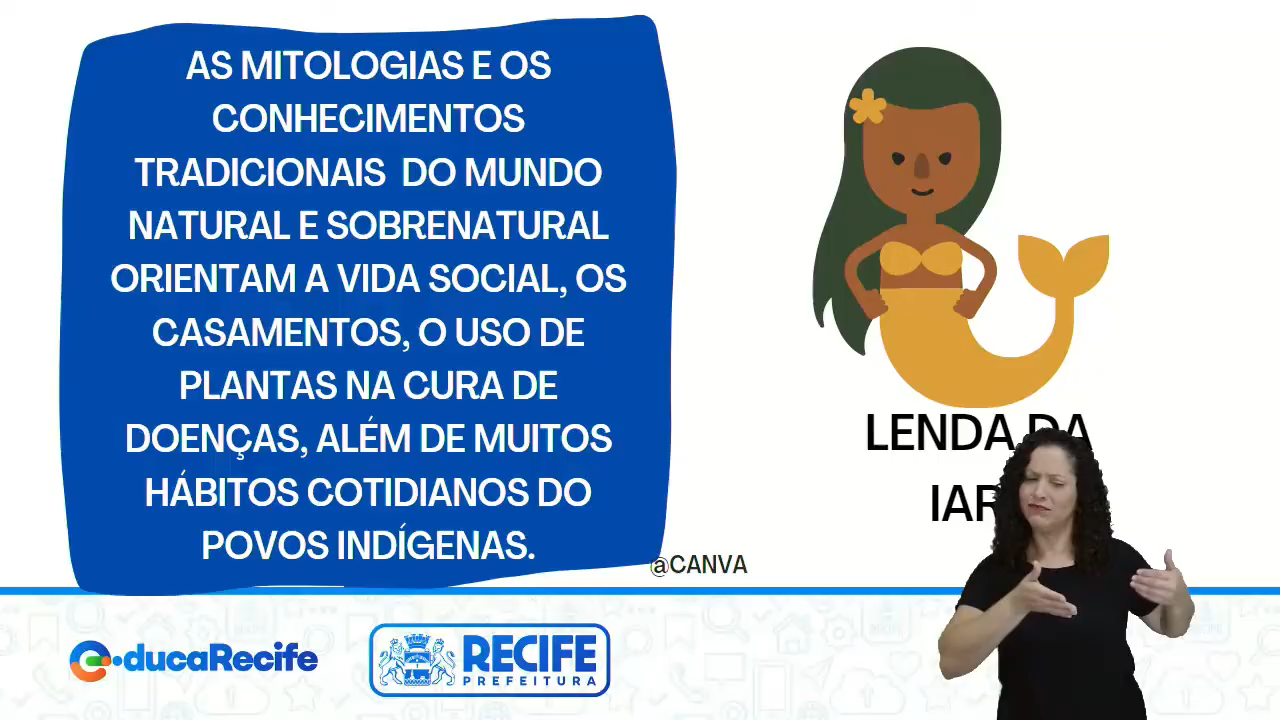 AS MITOLOGIAS E OS
CONHECIMENTOS
TRADICIONAIS DO MUNDO
NATURAL E SOBRENATURAL
ORIENTAM A VIDA SOCIAL, OS
CASAMENTOS, O USO DE
PLANTAS NA CURA DE
DOENÇAS, ALÉM DE MUITOS
HÁBITOS COTIDIANOS DO
POVOS INDÍGENAS.
LENDA DA
@CANVA
ducaRecife
RECIFE
PREFEITURA